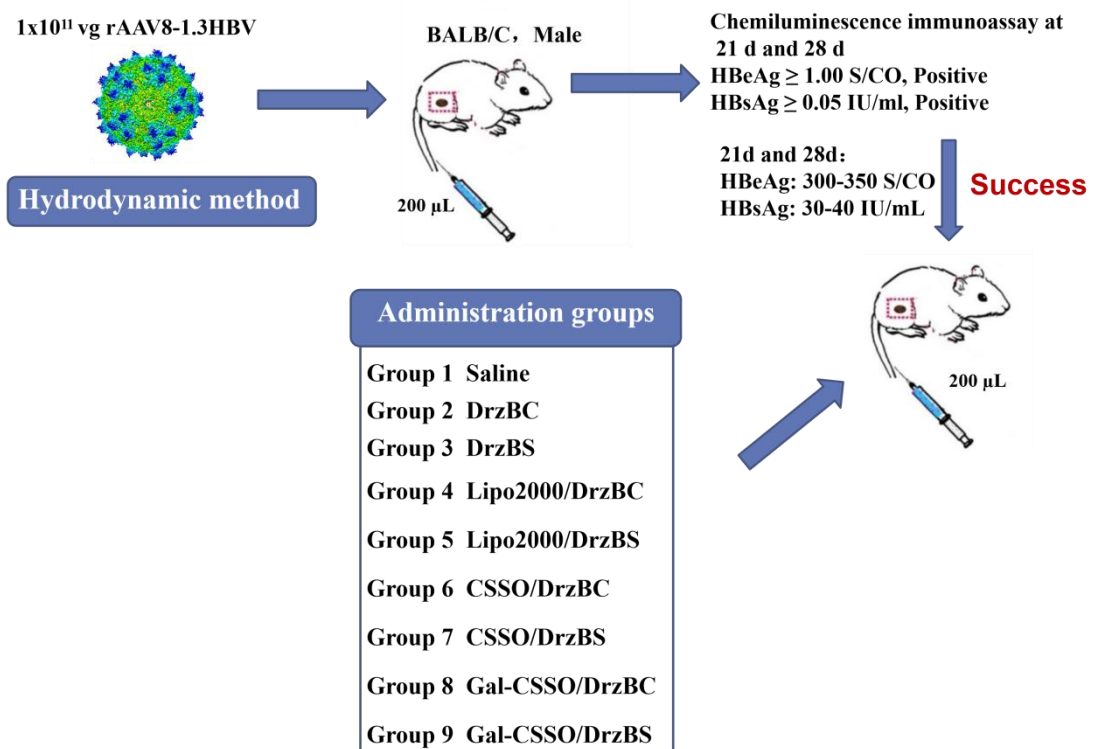 1x10¹¹ vg rAAV8-1.3HBV
Hydrodynamic method
BALB/C，Male
200 μL
Chemiluminescence immunoassay at
21 d and 28 d
HBeAg ≥ 1.00 S/CO, Positive
HBsAg ≥ 0.05 IU/ml, Positive
21d and 28d：
HBeAg: 300-350 S/CO
HBsAg: 30-40 IU/mL
Success
200 μL
Administration groups
Group 1 Saline
Group 2 DrzBC
Group 3 DrzBS
Group 4 Lipo2000/DrzBC
Group 5 Lipo2000/DrzBS
Group 6 CSSO/DrzBC
Group 7 CSSO/DrzBS
Group 8 Gal-CSSO/DrzBC
Group 9 Gal-CSSO/DrzBS